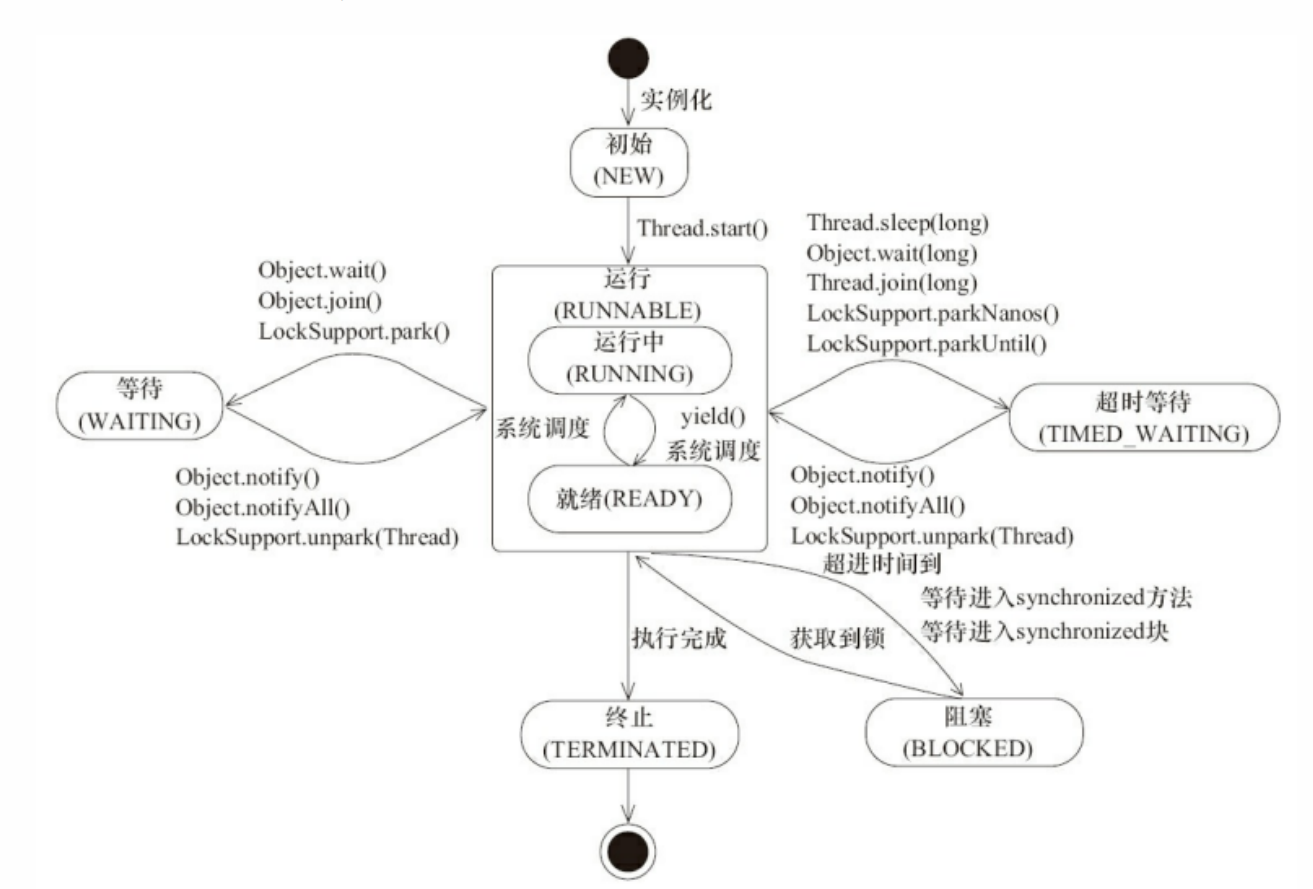 实例化
初始
(NEW)
Thread.start()
Thread.sleep(long)
Object.wait(long)
Thread.join(long)
LockSupport.parkNanos()
LockSupport.parkUntil()
Object.wait()
Object.join()
LockSupport.park()
运行
(RUNNABLE)
运行中
(RUNNING)
等待
(WAITING)
系统调度
yield()
系统调度
超时等待
(TIMED_WAITING)
就绪(READY)
Object.notify()
Object.notifyAll()
LockSupport.unpark(Thread)
Object.notify()
Object.notifyAll()
LockSupport.unpark(Thread)
超进时间到
等待进入synchronized方法
等待进入synchronized块
执行完成
获取到锁
终止
(TERMINATED)
阻塞
(BLOCKED)